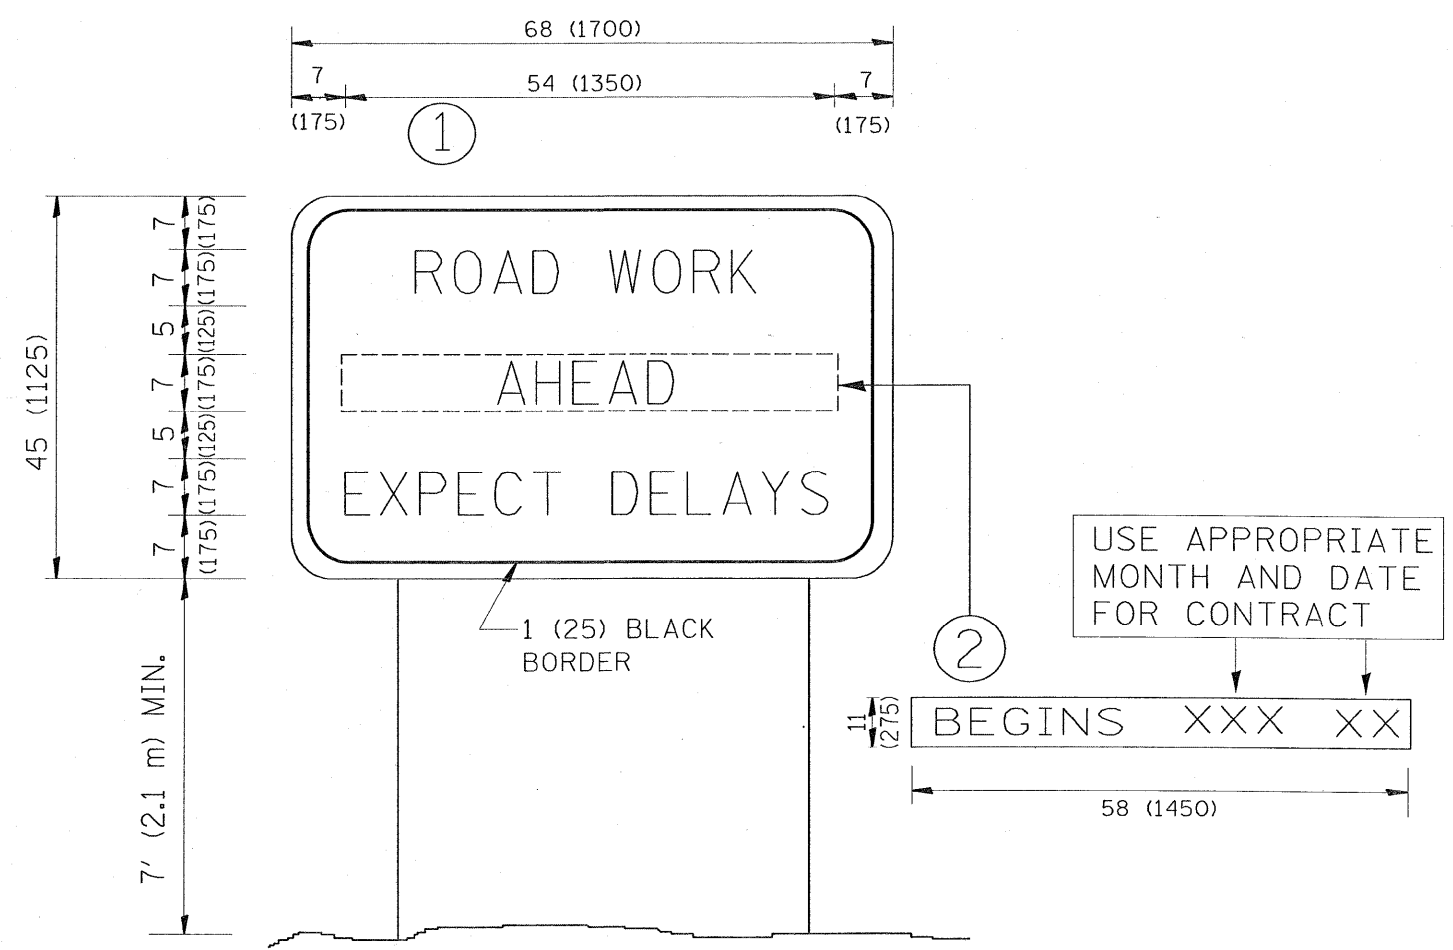 68 (1700)
7
54 (1350)
7
(175)
(175)
1
45 (1125)
7
(175)
7
(175)
5
(125)
7
(175)
5
(125)
7
(175)
7
(175)
ROAD WORK
AHEAD
EXPECT DELAYS
1 (25) BLACK
BORDER
7' (2.1 m) MIN.
2
USE APPROPRIATE
MONTH AND DATE
FOR CONTRACT
11
(275)
BEGINS XXX XX
58 (1450)